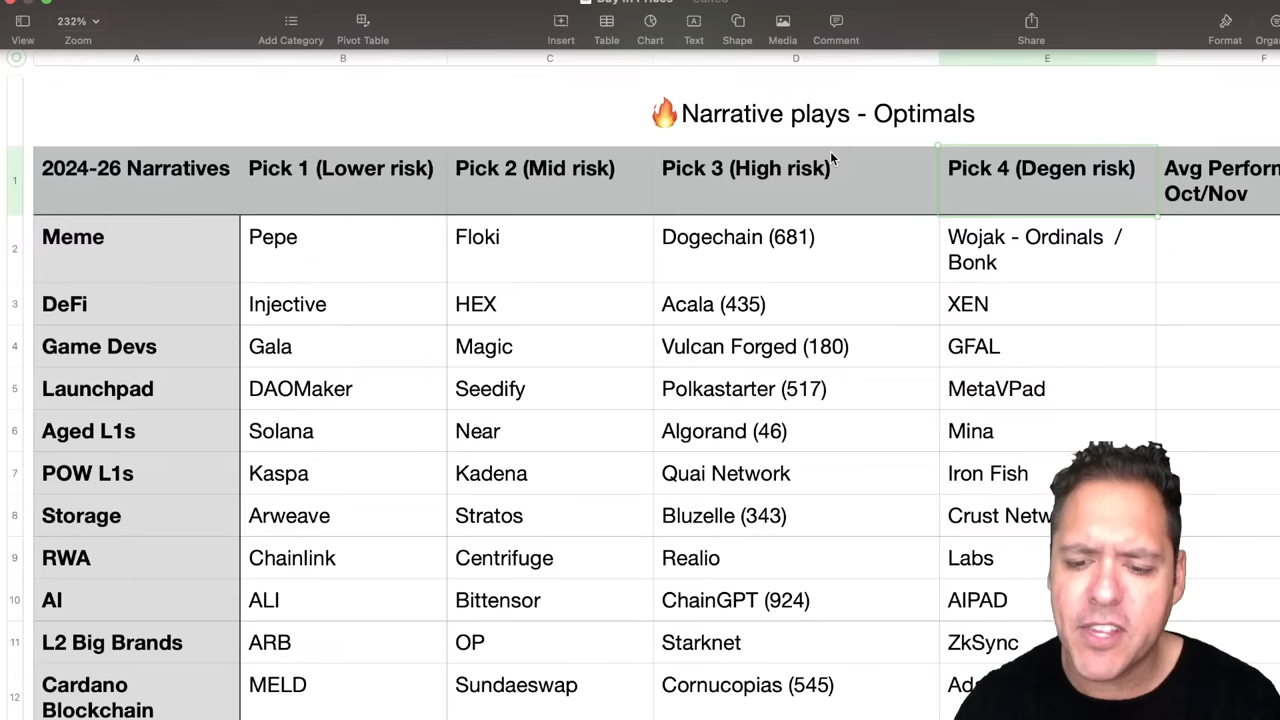 232%
View
Zoom
Add Category
Pivot Table
Insert
Table
Chart
Text
Shape
Media
Comment
Share
Format
A
B
C
D
E
F
🔥Narrative plays - Optimals
1
2024-26 Narratives
Pick 1 (Lower risk)
Pick 2 (Mid risk)
Pick 3 (High risk)
Pick 4 (Degen risk)
Avg
Oct/Nov
2
Meme
Pepe
Floki
Dogechain (681)
Wojak - Ordinals /
Bonk
3
DeFi
Injective
HEX
Acala (435)
XEN
4
Game Devs
Gala
Magic
Vulcan Forged (180)
GFAL
5
Launchpad
DAOMaker
Seedify
Polkastarter (517)
MetaVPad
6
Aged L1s
Solana
Near
Algorand (46)
Mina
7
POW L1s
Kaspa
Kadena
Quai Network
Iron Fish
8
Storage
Arweave
Stratos
Bluzelle (343)
Crust
9
RWA
Chainlink
Centrifuge
Realio
Labs
10
AI
ALI
Bittensor
ChainGPT (924)
AIPAD
11
L2 Big Brands
ARB
OP
Starknet
ZkSync
12
Cardano
Blockchain
MELD
Sundaeswap
Cornucopias (545)